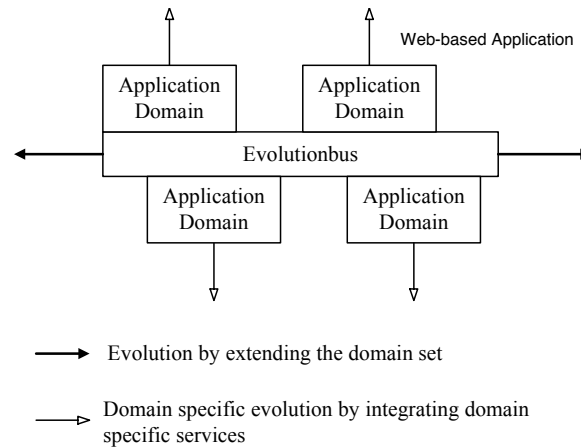 Web-based Application
Application
Domain
Application
Domain
Evolutionbus
Application
Domain
Application
Domain
Evolution by extending the domain set
Domain specific evolution by integrating domain
specific services